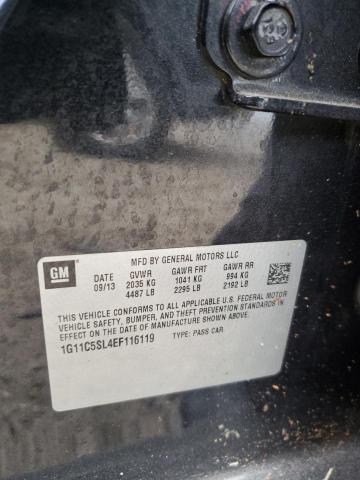 MFD BY GENERAL MOTORS LLC
GM
DATE GVWR GAWR FRT GAWR RR
09/13 2035 KG 1041 KG 994 KG
4487 LB 2295 LB 2192 LB
THIS VEHICLE CONFORMS TO ALL APPLICABLE U.S. FEDERAL MOTOR
VEHICLE SAFETY, BUMPER, AND THEFT PREVENTION STANDARDS IN
EFFECT ON THE DATE OF MANUFACTURE SHOWN ABOVE.
1G11C5SL4EF116119 TYPE: PASS CAR